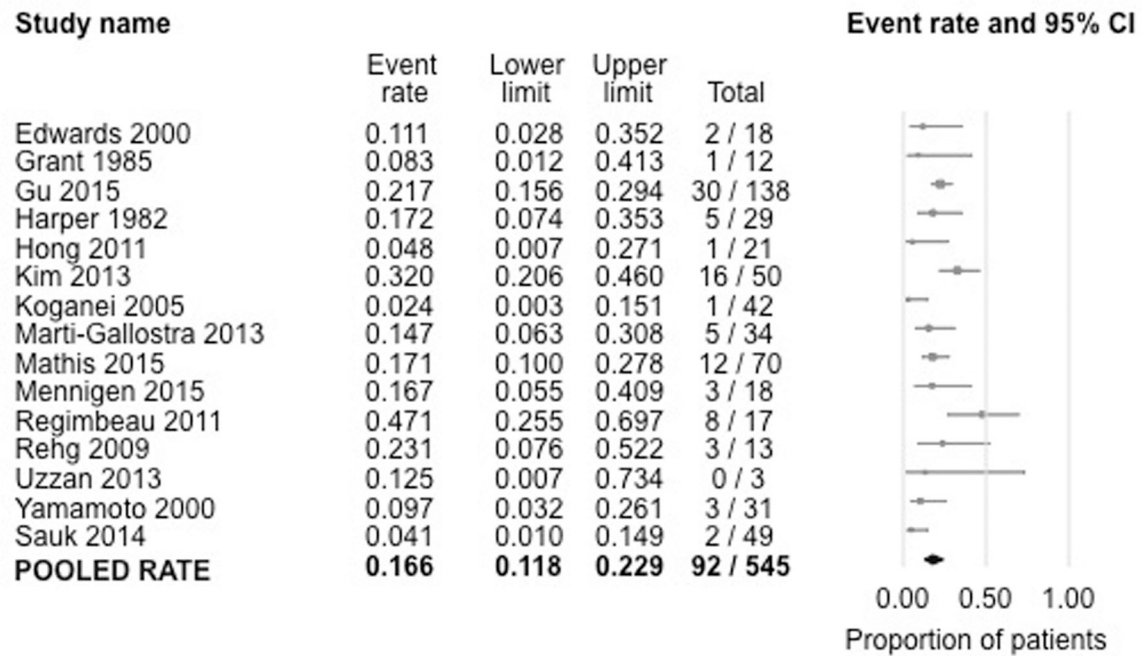 Study name Event rate and 95% CI
Event Lower Upper
rate limit limit Total
Edwards 2000 0.111 0.028 0.352 2 / 18
Grant 1985 0.083 0.012 0.413 1 / 12
Gu 2015 0.217 0.156 0.294 30 / 138
Harper 1982 0.172 0.074 0.353 5 / 29
Hong 2011 0.048 0.007 0.271 1 / 21
Kim 2013 0.320 0.206 0.460 16 / 50
Koganei 2005 0.024 0.003 0.151 1 / 42
Marti-Gallostra 2013 0.147 0.063 0.308 5 / 34
Mathis 2015 0.171 0.100 0.278 12 / 70
Mennigen 2015 0.167 0.055 0.409 3 / 18
Regimbeau 2011 0.471 0.255 0.697 8 / 17
Rehg 2009 0.231 0.076 0.522 3 / 13
Uzzan 2013 0.125 0.007 0.734 0 / 3
Yamamoto 2000 0.097 0.032 0.261 3 / 31
Sauk 2014 0.041 0.010 0.149 2 / 49
POOLED RATE 0.166 0.118 0.229 92 / 545
0.00 0.50 1.00
Proportion of patients